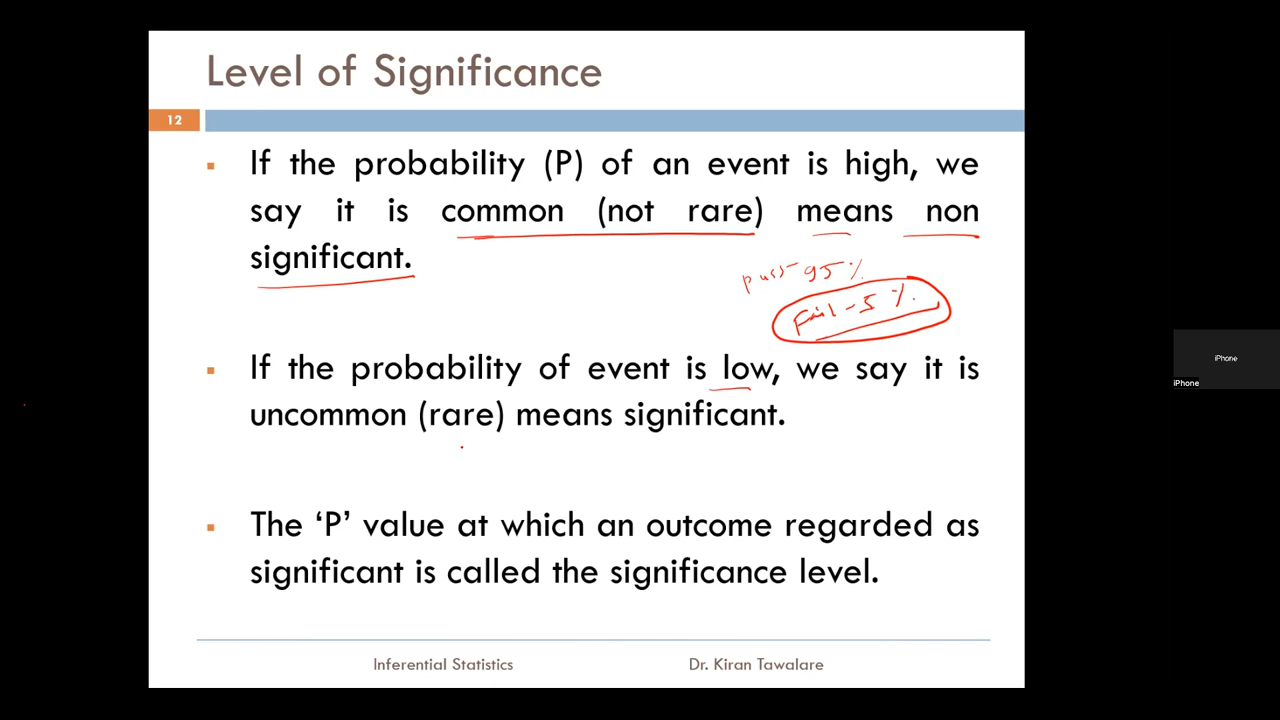 Level of Significance
12
▪ If the probability (P) of an event is high, we
say it is common (not rare) means non
significant.
pass- 95 %
Fail - 5 %.
▪ If the probability of event is low, we say it is
uncommon (rare) means significant.
▪ The ‘P’ value at which an outcome regarded as
significant is called the significance level.
Inferential Statistics
Dr. Kiran Tawalare
iPhone
iPhone